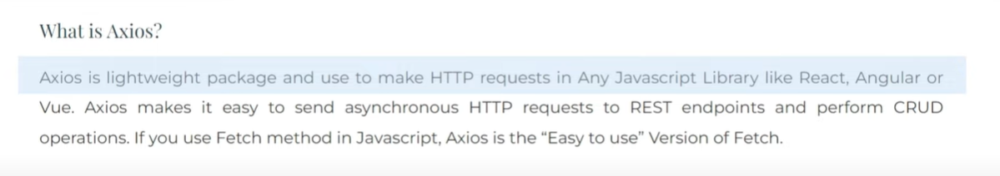 What is Axios?
Axios is lightweight package and use to make HTTP requests in Any Javascript Library like React, Angular or
Vue. Axios makes it easy to send asynchronous HTTP requests to REST endpoints and perform CRUD
operations. If you use Fetch method in Javascript, Axios is the “Easy to use” Version of Fetch.